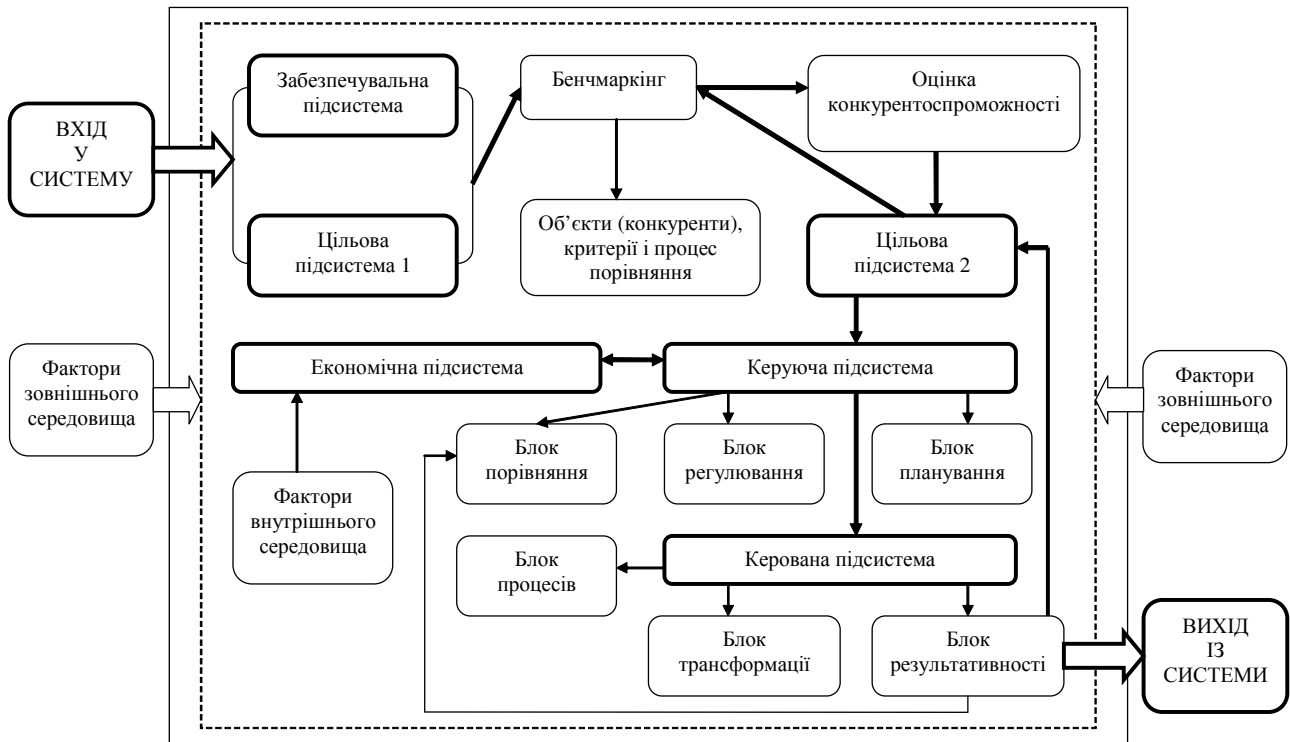 Забезпечувальна
підсистема
Бенчмаркінг
Оцінка
конкурентоспроможності
ВХІД
У
СИСТЕМУ
Цільова
підсистема 1
Об’єкти (конкуренти),
критерії і процес
порівняння
Цільова
підсистема 2
Фактори
зовнішнього
середовища
Економічна підсистема
Керуюча підсистема
Фактори
зовнішнього
середовища
Блок
порівняння
Блок
регулювання
Блок
планування
Фактори
внутрішнього
середовища
Блок
процесів
Керована підсистема
Блок
трансформації
Блок
результативності
ВИХІД
ІЗ
СИСТЕМИ